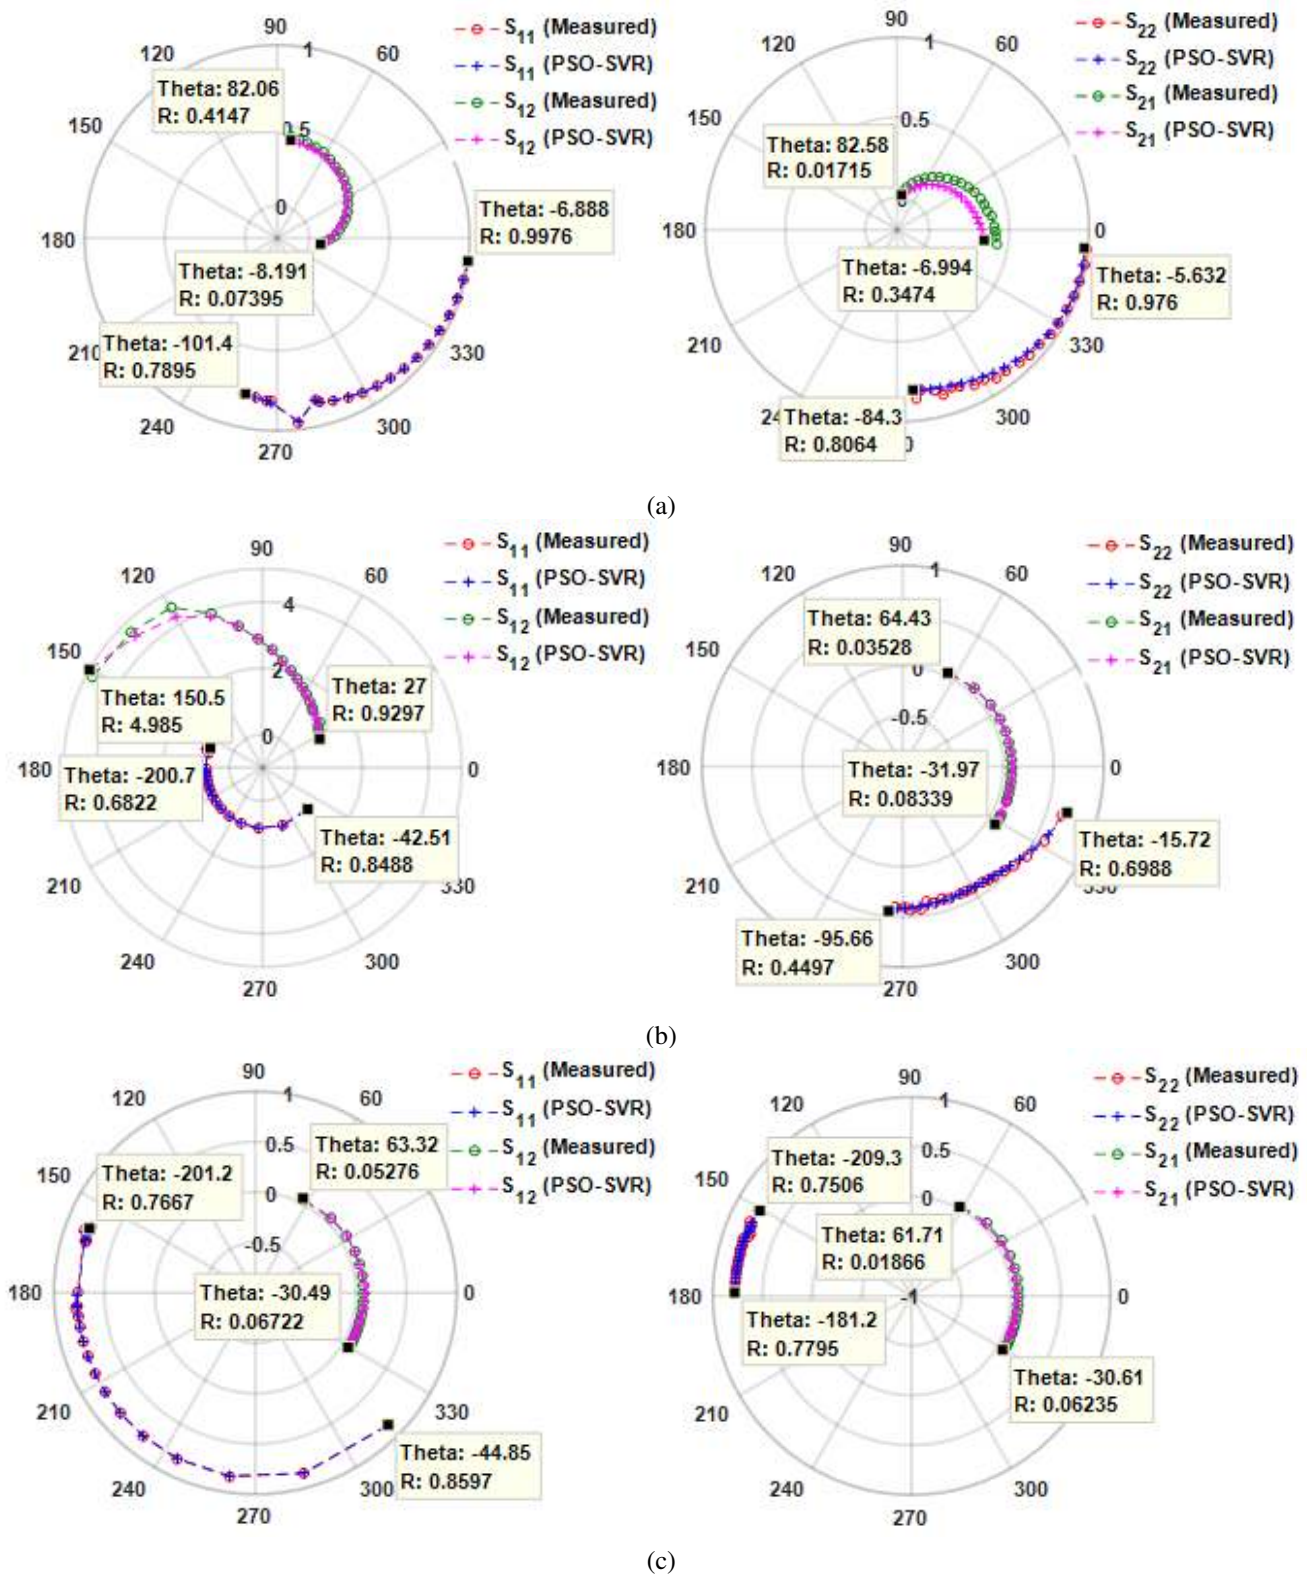 90
60
120
150
180
210
240
270
300
330
1
0.5
0
Theta: 82.06
R: 0.4147
Theta: -6.888
R: 0.9976
Theta: -8.191
R: 0.07395
Theta: -101.4
R: 0.7895
S11 (Measured)
S11 (PSO-SVR)
S12 (Measured)
S12 (PSO-SVR)
90
60
120
150
180
210
240
300
330
0
1
0.5
Theta: 82.58
R: 0.01715
Theta: -6.994
R: 0.3474
Theta: -5.632
R: 0.976
Theta: -84.3
R: 0.8064
S22 (Measured)
S22 (PSO-SVR)
S21 (Measured)
S21 (PSO-SVR)
(a)
90
60
120
150
180
210
240
270
300
330
0
4
2
0
Theta: 150.5
R: 4.985
Theta: 27
R: 0.9297
Theta: -200.7
R: 0.6822
Theta: -42.51
R: 0.8488
S11 (Measured)
S11 (PSO-SVR)
S12 (Measured)
S12 (PSO-SVR)
90
60
120
150
180
210
240
270
300
330
0
1
0
-0.5
Theta: 64.43
R: 0.03528
Theta: -31.97
R: 0.08339
Theta: -15.72
R: 0.6988
Theta: -95.66
R: 0.4497
S22 (Measured)
S22 (PSO-SVR)
S21 (Measured)
S21 (PSO-SVR)
(b)
90
60
120
150
180
210
240
270
300
330
0
1
0.5
0
-0.5
Theta: 63.32
R: 0.05276
Theta: -201.2
R: 0.7667
Theta: -30.49
R: 0.06722
Theta: -44.85
R: 0.8597
S11 (Measured)
S11 (PSO-SVR)
S12 (Measured)
S12 (PSO-SVR)
90
60
120
150
180
210
240
270
300
330
0
1
0.5
0
-1
Theta: -209.3
R: 0.7506
Theta: 61.71
R: 0.01866
Theta: -181.2
R: 0.7795
Theta: -30.61
R: 0.06235
S22 (Measured)
S22 (PSO-SVR)
S21 (Measured)
S21 (PSO-SVR)
(c)